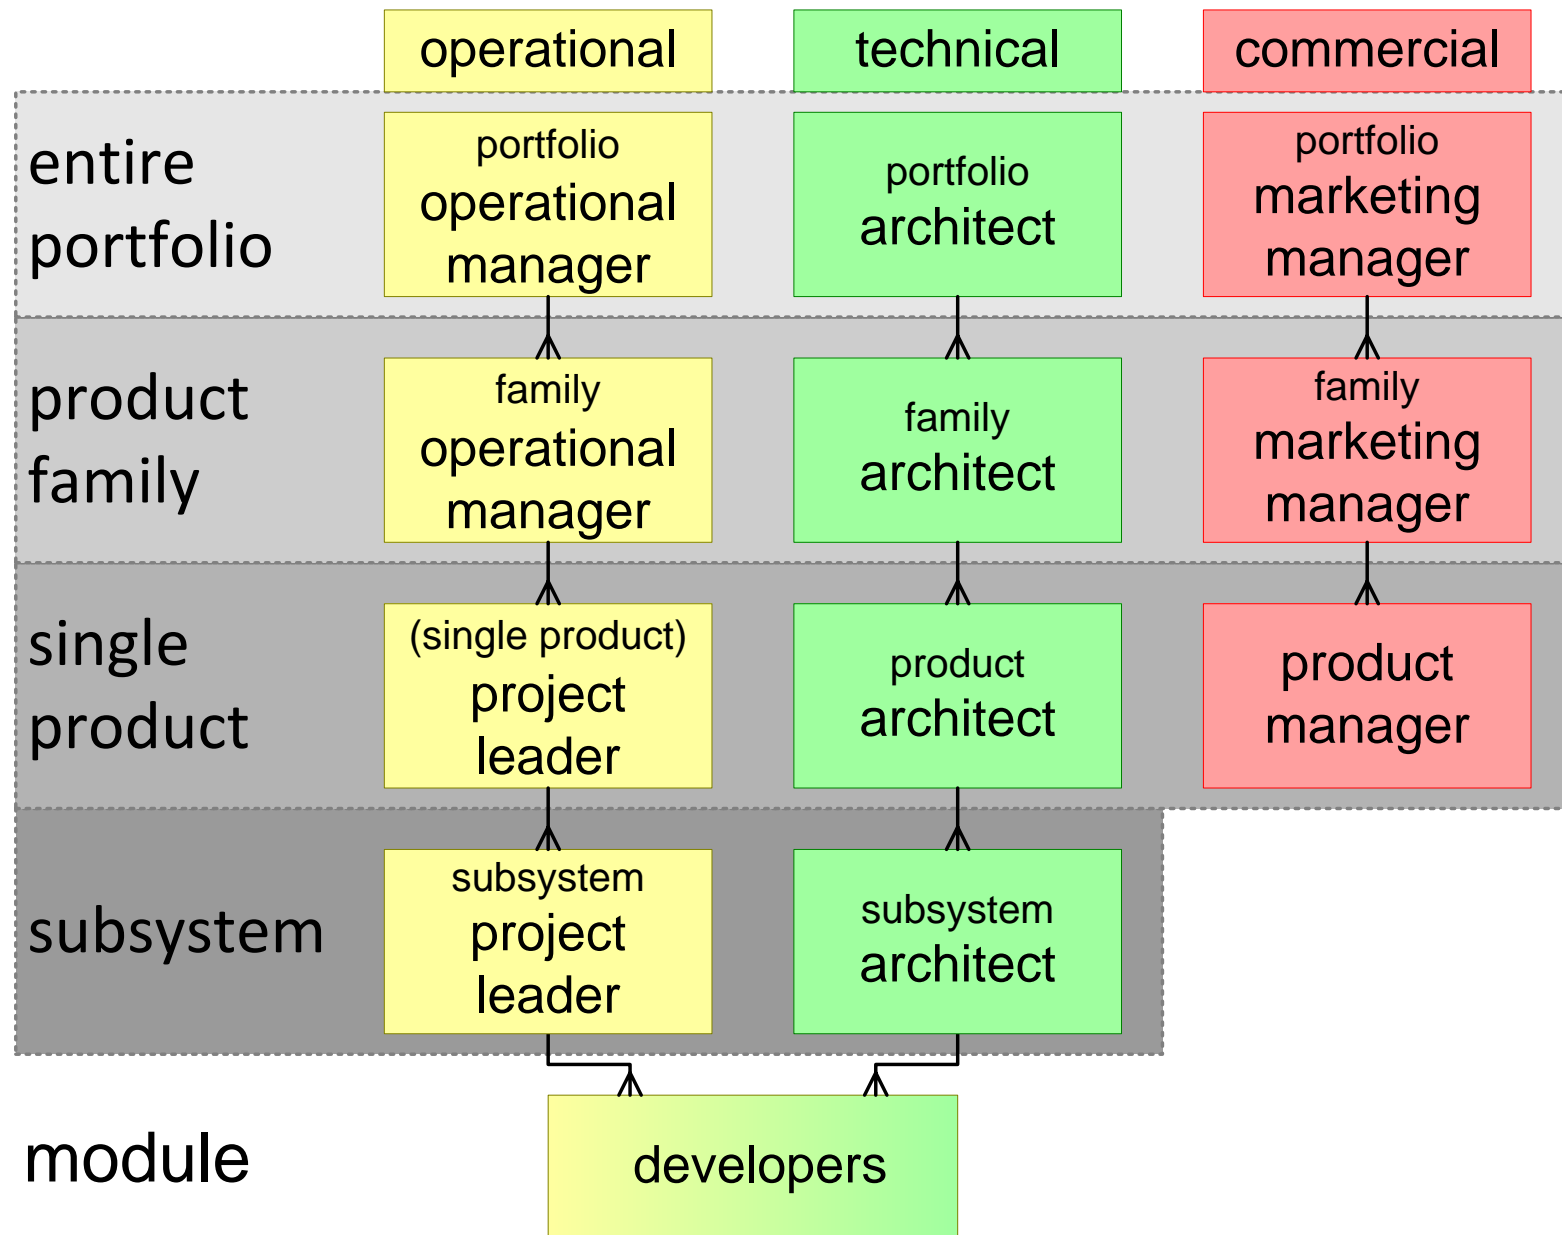 operational
technical
commercial
entire
portfolio
portfolio
operational
manager
portfolio
architect
portfolio
marketing
manager
product
family
family
operational
manager
family
architect
family
marketing
manager
single
product
(single product)
project
leader
product
architect
product
manager
subsystem
subsystem
project
leader
subsystem
architect
module
developers